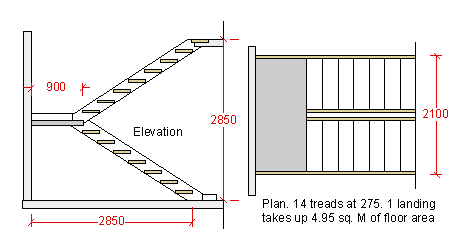 900
Elevation
2850
2850
2100
Plan. 14 treads at 275. 1 landing
takes up 4.95 sq. M of floor area